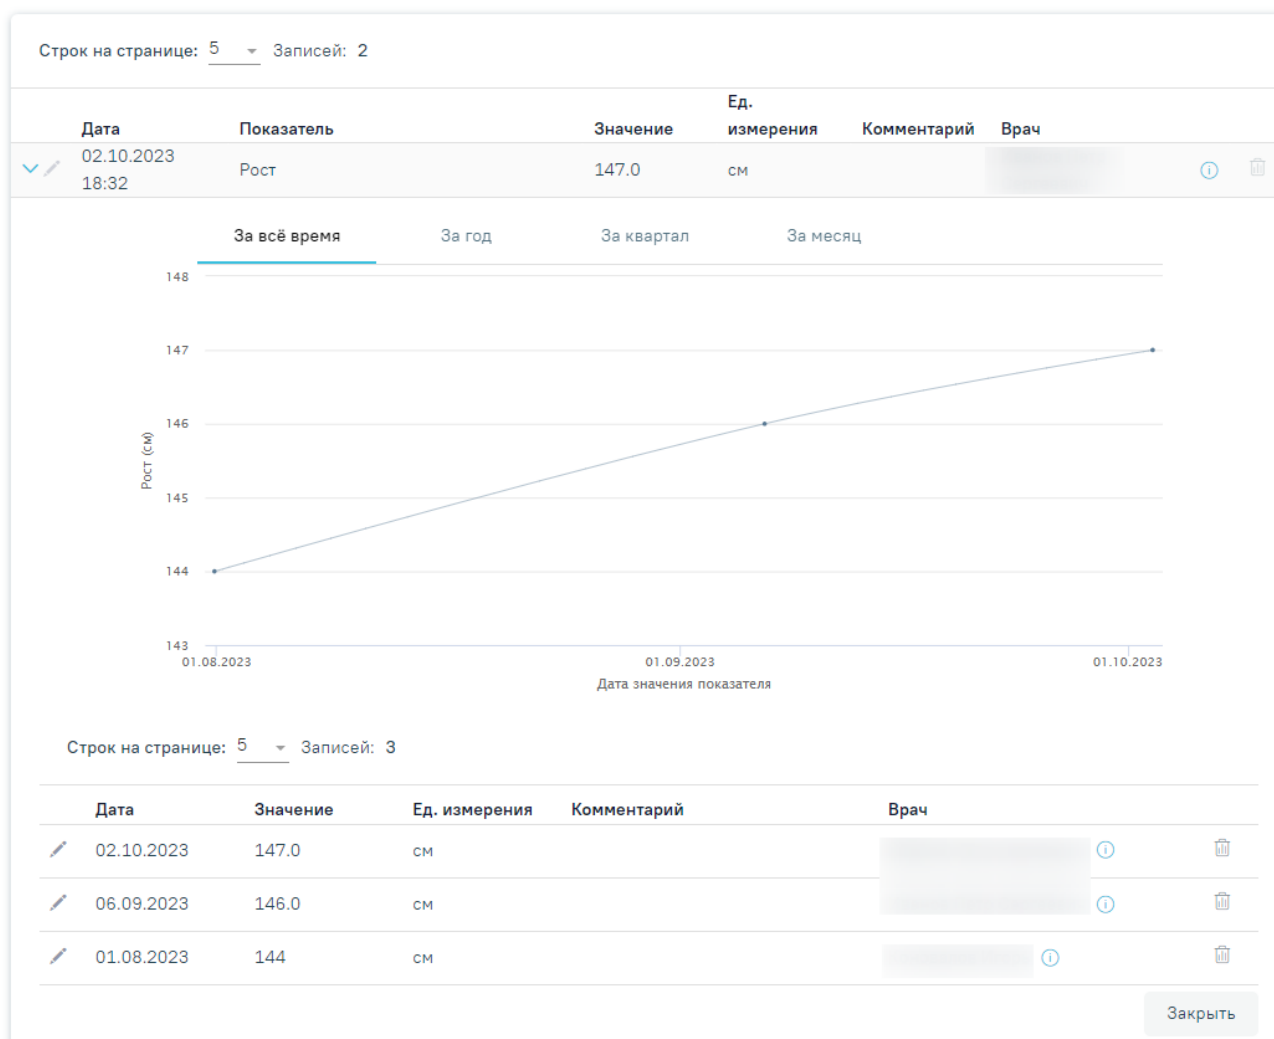 Строк на странице: 5 Записей: 2
Дата Показатель Значение Ед. измерения Комментарий Врач
02.10.2023 18:32 Рост 147.0 см
За всё время За год За квартал За месяц
148
147
146
145
144
143
Рост (см)
01.08.2023 01.09.2023 01.10.2023
Дата значения показателя
Строк на странице: 5 Записей: 3
Дата Значение Ед. измерения Комментарий Врач
02.10.2023 147.0 см
06.09.2023 146.0 см
01.08.2023 144 см
Закрыть